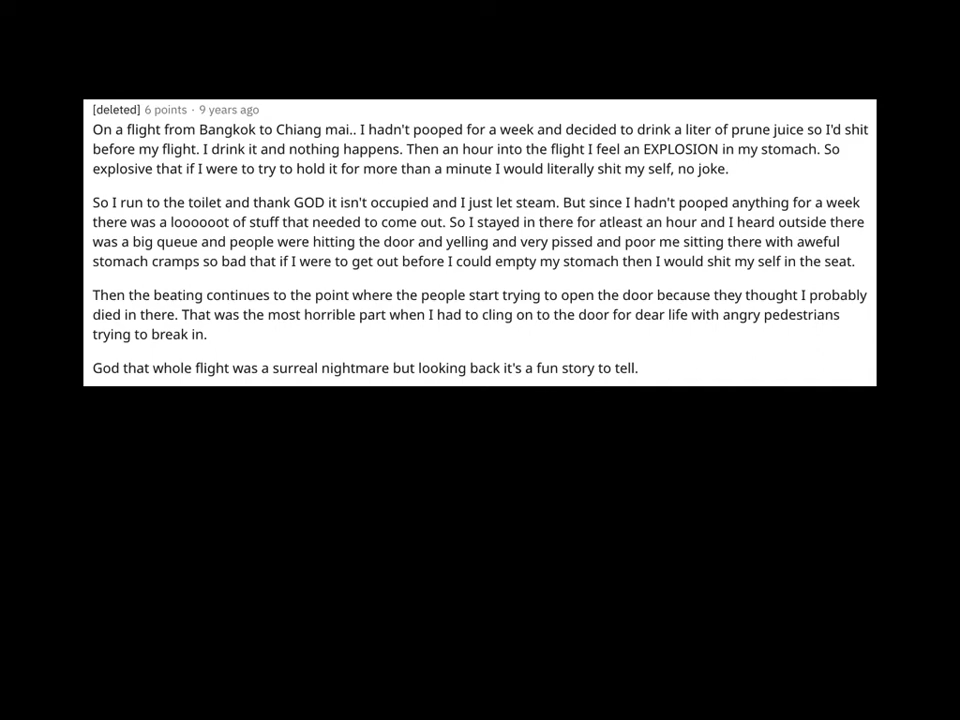 [deleted] 6 points · 9 years ago
On a flight from Bangkok to Chiang mai.. I hadn't pooped for a week and decided to drink a liter of prune juice so I'd shit
before my flight. I drink it and nothing happens. Then an hour into the flight I feel an EXPLOSION in my stomach. So
explosive that if I were to try to hold it for more than a minute I would literally shit my self, no joke.
So I run to the toilet and thank GOD it isn't occupied and I just let steam. But since I hadn't pooped anything for a week
there was a loooooot of stuff that needed to come out. So I stayed in there for atleast an hour and I heard outside there
was a big queue and people were hitting the door and yelling and very pissed and poor me sitting there with aweful
stomach cramps so bad that if I were to get out before I could empty my stomach then I would shit my self in the seat.
Then the beating continues to the point where the people start trying to open the door because they thought I probably
died in there. That was the most horrible part when I had to cling on to the door for dear life with angry pedestrians
trying to break in.
God that whole flight was a surreal nightmare but looking back it's a fun story to tell.